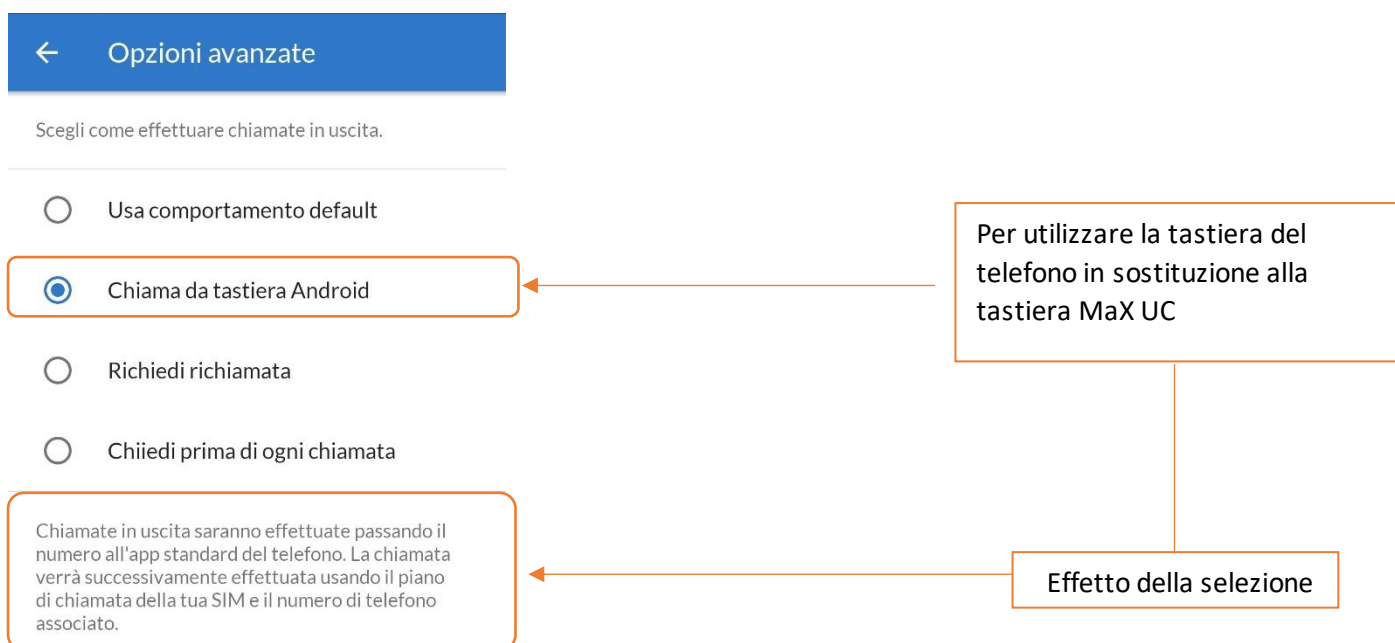 Opzioni avanzate
Scegli come effettuare chiamate in uscita.
Usa comportamento default
Chiama da tastiera Android
Richiedi richiamata
Chiiedi prima di ogni chiamata
Chiamate in uscita saranno effettuate passando il
numero all'app standard del telefono. La chiamata
verrà successivamente effettuata usando il piano
di chiamata della tua SIM e il numero di telefono
associato.
Per utilizzare la tastiera del
telefono in sostituzione alla
tastiera MaX UC
Effetto della selezione